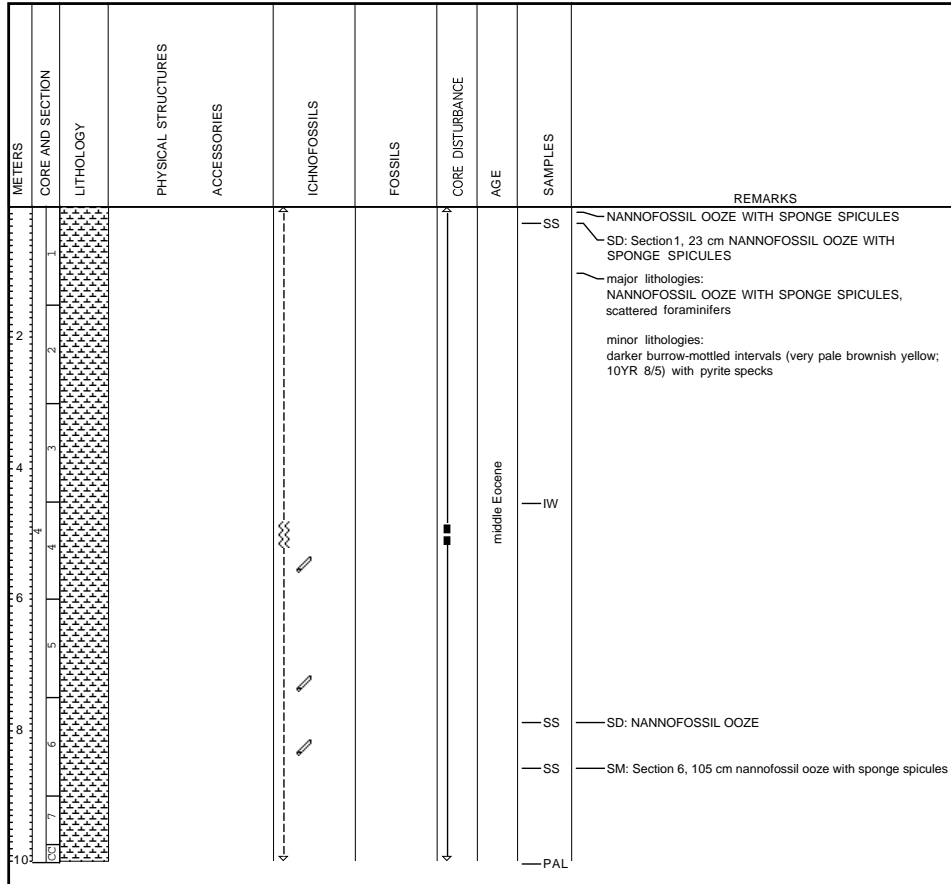 METERS
CORE AND SECTION
LITHOLOGY
PHYSICAL STRUCTURES
ACCESSORIES
ICHNOFOSSILS
FOSSILS
CORE DISTURBANCE
AGE
SAMPLES
REMARKS
2
4
6
8
10
4
1
2
3
4
5
6
7
CC
middle Eocene
SS
IW
SS
SS
PAL
NANNOFOSSIL OOZE WITH SPONGE SPICULES
SD: Section1, 23 cm NANNOFOSSIL OOZE WITH
SPONGE SPICULES
major lithologies:
NANNOFOSSIL OOZE WITH SPONGE SPICULES,
scattered foraminifers
minor lithologies:
darker burrow-mottled intervals (very pale brownish yellow;
10YR 8/5) with pyrite specks
SD: NANNOFOSSIL OOZE
SM: Section 6, 105 cm nannofossil ooze with sponge spicules